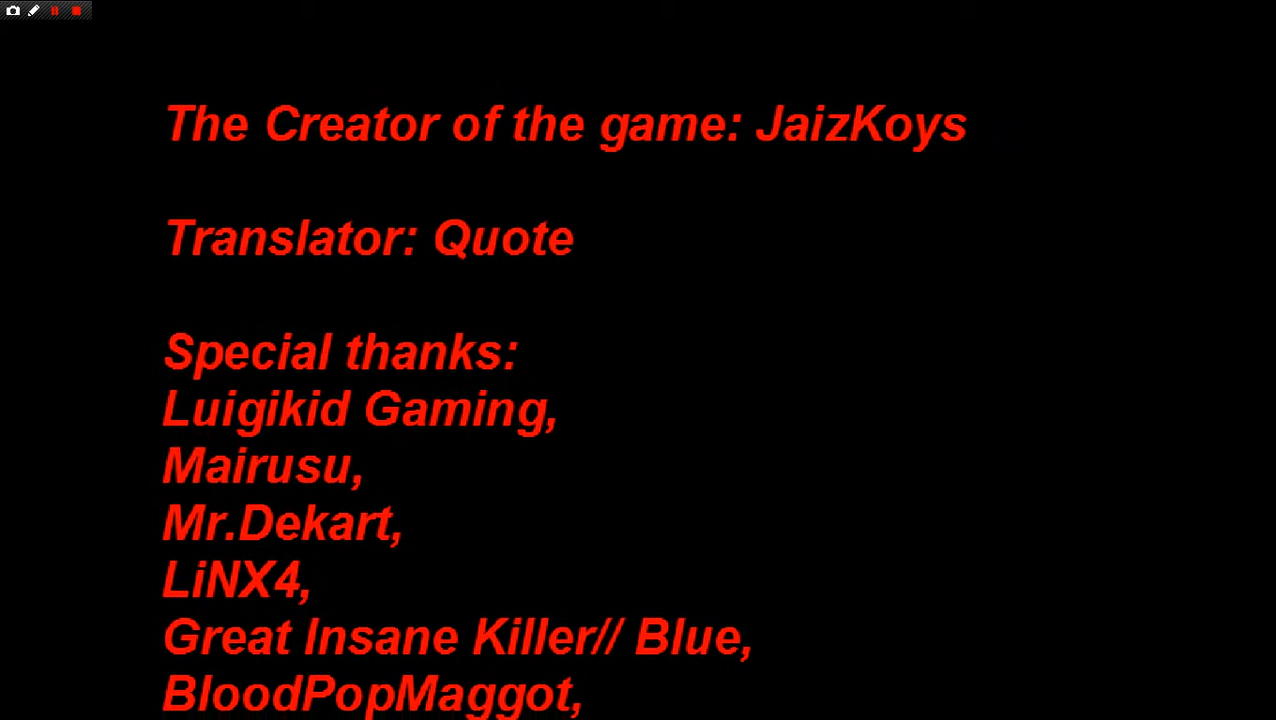 The Creator of the game: JaizKoys
Translator: Quote
Special thanks:
Luigikid Gaming,
Mairusu,
Mr.Dekart,
LiNX4,
Great Insane Killer// Blue,
BloodPopMaggot,